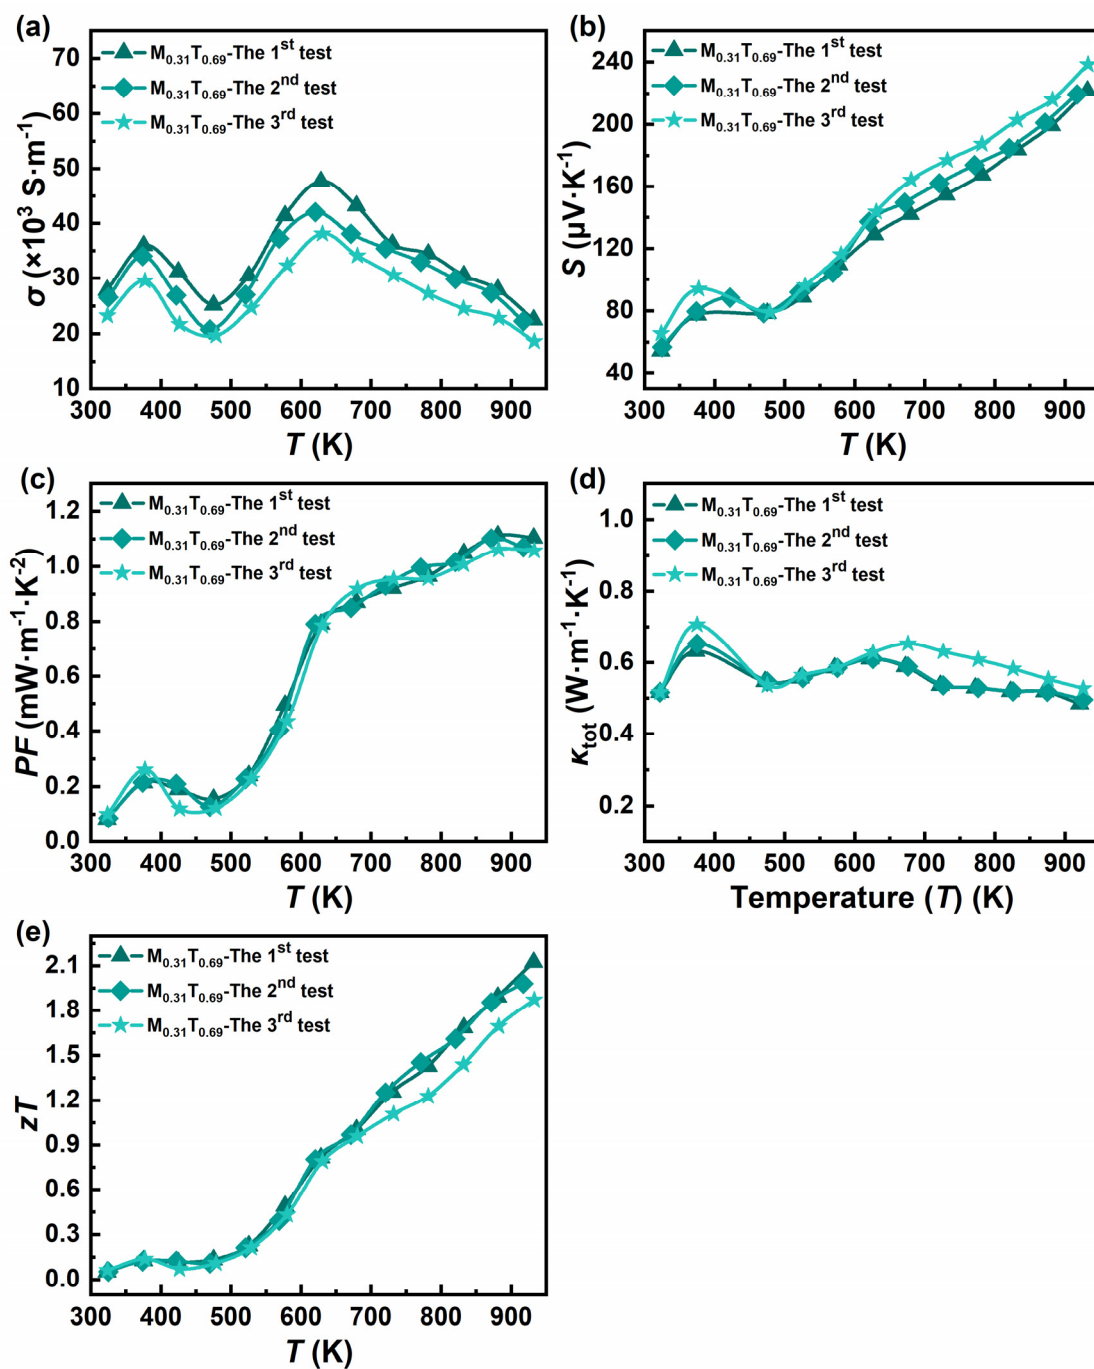 (a)
M0.31T0.69-The 1st test
M0.31T0.69-The 2nd test
M0.31T0.69-The 3rd test
σ (×10³ S·m⁻¹)
70
60
50
40
30
20
10
300 400 500 600 700 800 900
T (K)
(b)
M0.31T0.69-The 1st test
M0.31T0.69-The 2nd test
M0.31T0.69-The 3rd test
S (μV·K⁻¹)
240
200
160
120
80
40
300 400 500 600 700 800 900
T (K)
(c)
M0.31T0.69-The 1st test
M0.31T0.69-The 2nd test
M0.31T0.69-The 3rd test
PF (mW·m⁻¹·K⁻²)
1.2
1.0
0.8
0.6
0.4
0.2
0.0
300 400 500 600 700 800 900
T (K)
(d)
M0.31T0.69-The 1st test
M0.31T0.69-The 2nd test
M0.31T0.69-The 3rd test
κtot (W·m⁻¹·K⁻¹)
1.0
0.8
0.6
0.4
0.2
300 400 500 600 700 800 900
Temperature (T) (K)
(e)
M0.31T0.69-The 1st test
M0.31T0.69-The 2nd test
M0.31T0.69-The 3rd test
zT
2.1
1.8
1.5
1.2
0.9
0.6
0.3
0.0
300 400 500 600 700 800 900
T (K)